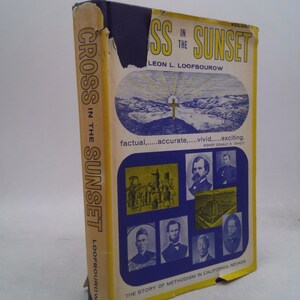 CROSS IN THE SUNSET
LOOFBOUROW
SS IN THE SUNSET
LEON L. LOOFBOUROW
factual,.....accurate,....vivid,....exciting.
THE STORY OF METHODISM IN CALIFORNIA NEVADA